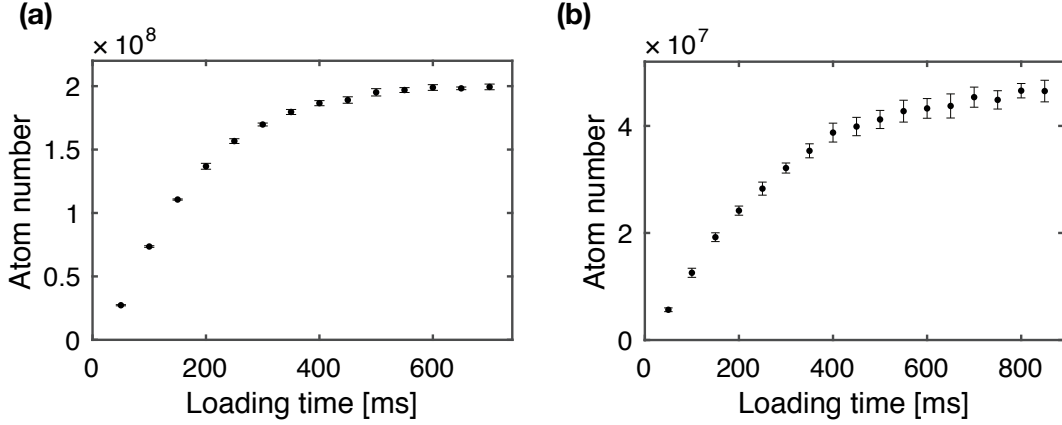 (a)
× 10^8
2
1.5
1
0.5
0
0 200 400 600
Atom number
Loading time [ms]
(b)
× 10^7
4
2
0
0 200 400 600 800
Atom number
Loading time [ms]